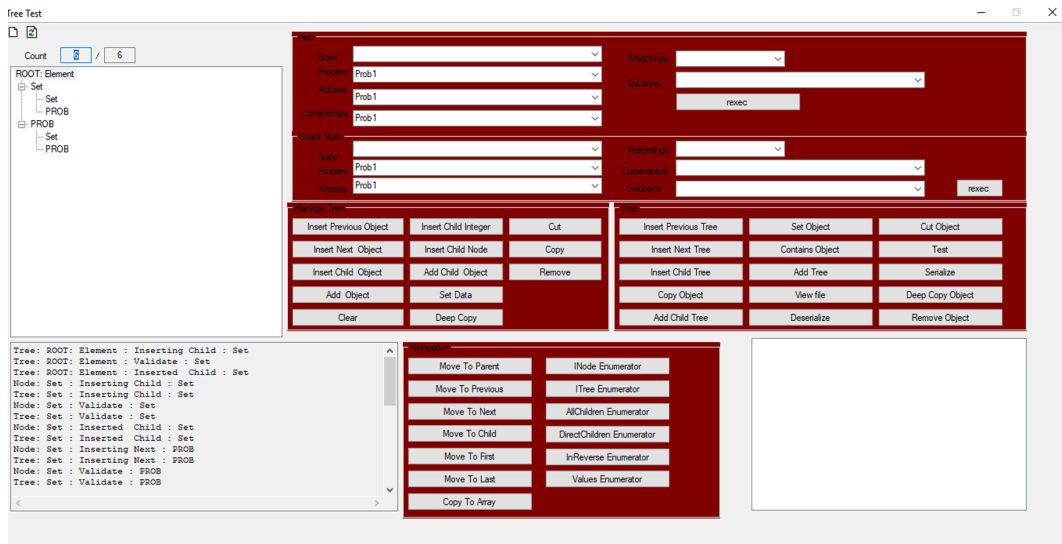 Tree Test
Count 6 / 6
ROOT: Element
Set
Set
PROB
PROB
Set
PROB
State
Problem Prob1
Actions Prob1
Constraintes Prob1
Weightings
Solutions
rexec
Quant State
State
Problem Prob1
Actions Prob1
Weightings
Constraintes
Solutions rexec
Manage Tree
Insert Previous Object Insert Child Integer Cut
Insert Next Object Insert Child Node Copy
Insert Child Object Add Child Object Remove
Add Object Set Data
Clear Deep Copy
Tree
Insert Previous Tree Set Object Cut Object
Insert Next Tree Contains Object Test
Insert Child Tree Add Tree Serialize
Copy Object View file Deep Copy Object
Add Child Tree Deserialize Remove Object
Tree: ROOT: Element : Inserting Child : Set
Tree: ROOT: Element : Validate : Set
Tree: ROOT: Element : Inserted Child : Set
Node: Set : Inserting Child : Set
Tree: Set : Inserting Child : Set
Node: Set : Validate : Set
Tree: Set : Validate : Set
Node: Set : Inserted Child : Set
Tree: Set : Inserted Child : Set
Node: Set : Inserting Next : PROB
Tree: Set : Inserting Next : PROB
Node: Set : Validate : PROB
Tree: Set : Validate : PROB
Navigation
Move To Parent INode Enumerator
Move To Previous ITree Enumerator
Move To Next AllChildren Enumerator
Move To Child DirectChildren Enumerator
Move To First InReverse Enumerator
Move To Last Values Enumerator
Copy To Array